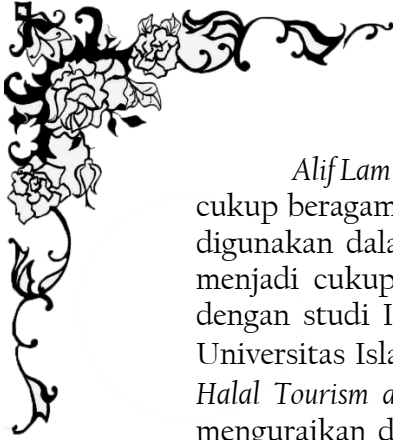 Alif Lam
cukup beragam
digunakan dala
menjadi cukup
dengan studi I
Universitas Isla
Halal Tourism a
menguraikan d